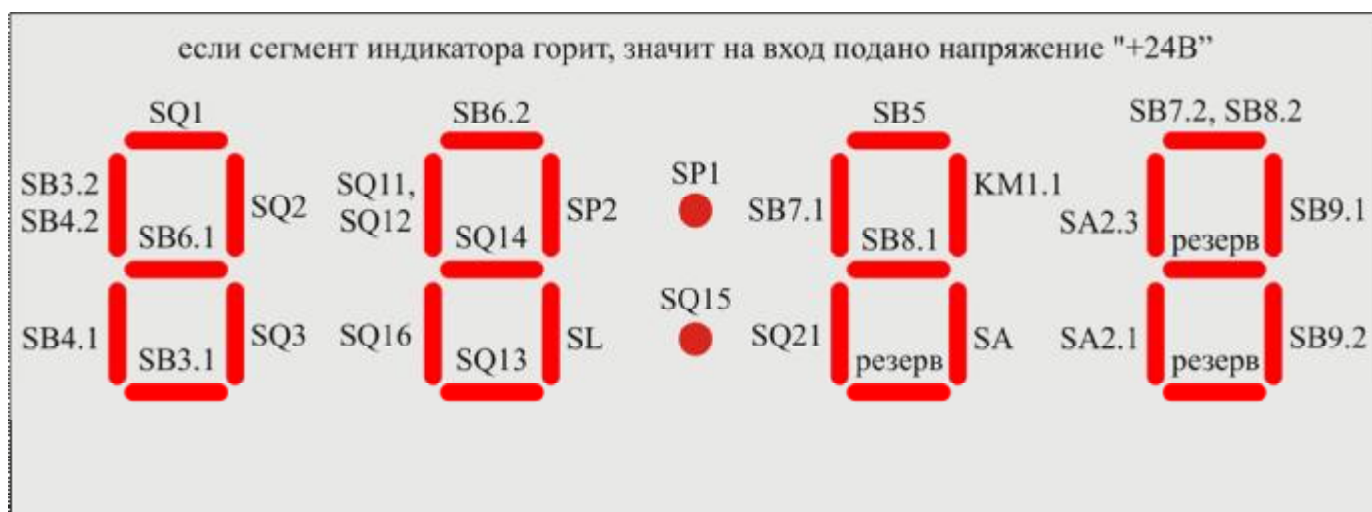 если сегмент индикатора горит, значит на вход подано напряжение "+24В”
SQ1
SB3.2
SB4.2
SQ2
SB6.1
SB4.1
SQ3
SB3.1
SB6.2
SQ11,
SQ12
SP2
SQ14
SQ16
SL
SQ13
SP1
SQ15
SB5
SB7.1
KM1.1
SB8.1
SQ21
SA
резерв
SB7.2, SB8.2
SA2.3
SB9.1
резерв
SA2.1
SB9.2
резерв